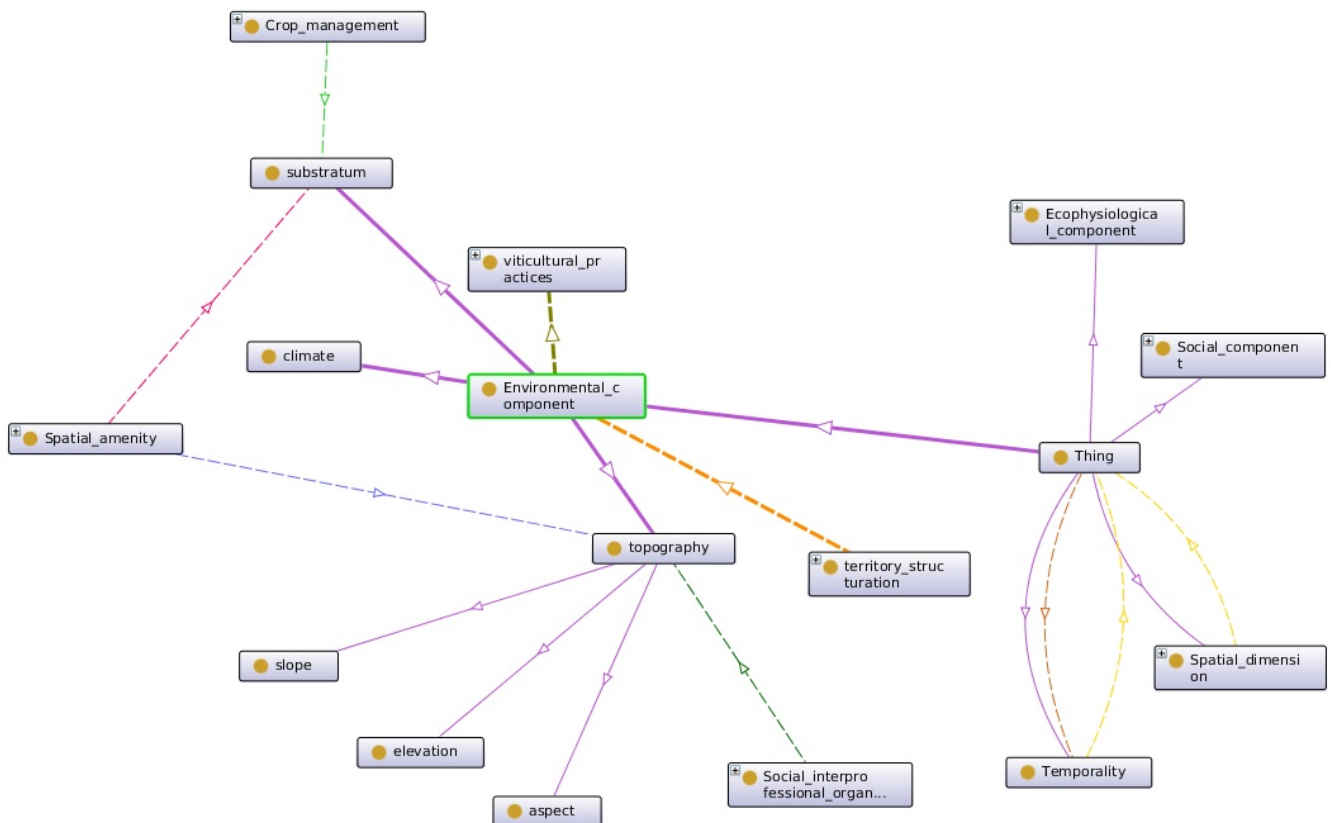 Crop_management
substratum
Ecophysiologica
l_component
viticultural_pr
actices
Social_componen
t
climate
Environmental_c
omponent
Spatial_amenity
Thing
topography
territory_struc
turation
slope
Spatial_dimensi
on
elevation
Social_interpro
fessional_organ...
Temporality
aspect